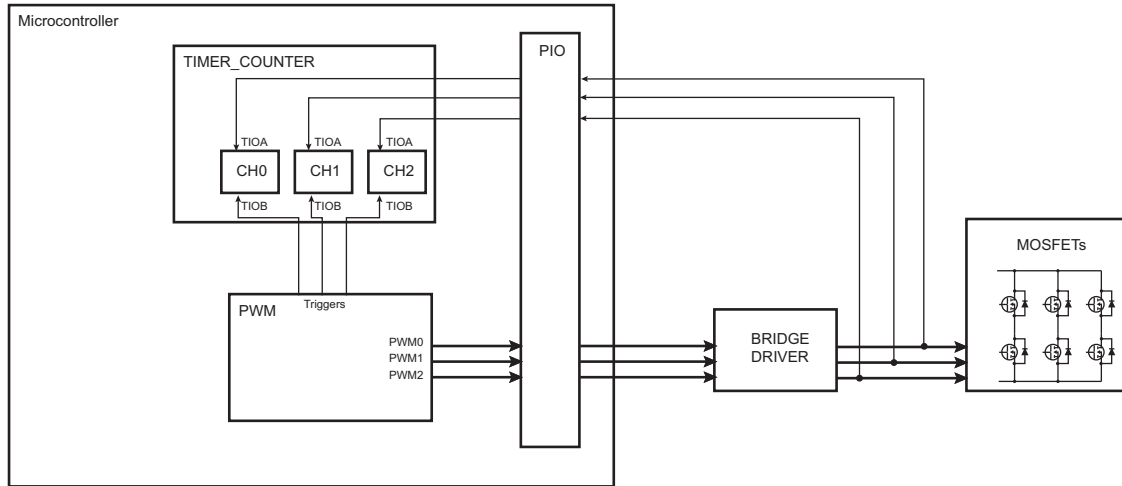 Microcontroller
TIMER_COUNTER
PIO
TIOA
TIOA
TIOA
CH0
CH1
CH2
TIOB
TIOB
TIOB
Triggers
PWM
PWM0
PWM1
PWM2
BRIDGE
DRIVER
MOSFETs